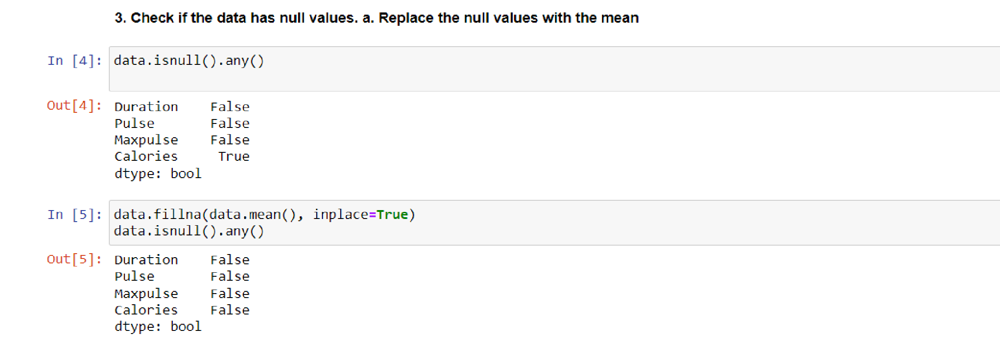 3. Check if the data has null values. a. Replace the null values with the mean
In [4]: data.isnull().any()
Out[4]: Duration    False
Pulse       False
Maxpulse    False
Calories     True
dtype: bool
In [5]: data.fillna(data.mean(), inplace=True)
data.isnull().any()
Out[5]: Duration    False
Pulse       False
Maxpulse    False
Calories    False
dtype: bool